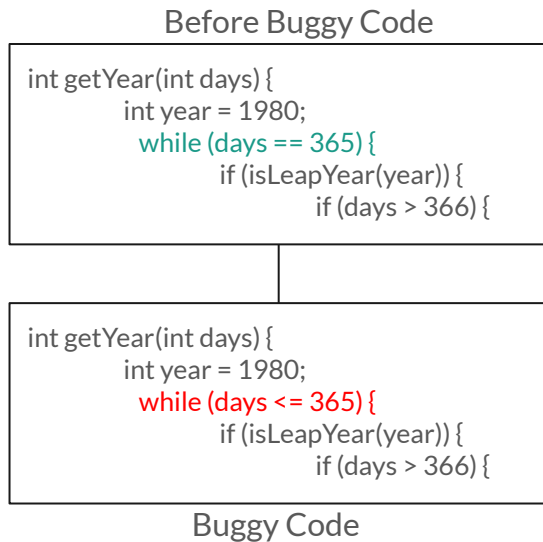 Before Buggy Code
int getYear(int days) {
int year = 1980;
while (days == 365) {
if (isLeapYear(year)) {
if (days > 366) {
int getYear(int days) {
int year = 1980;
while (days <= 365) {
if (isLeapYear(year)) {
if (days > 366) {
Buggy Code